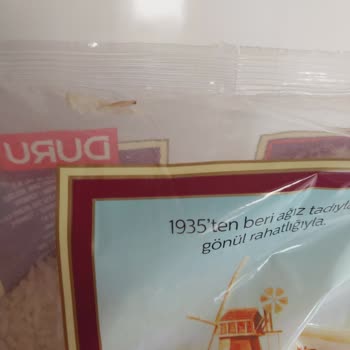 DURU
1935'ten beri ağız tadıyla
gönül rahatlığıyla.